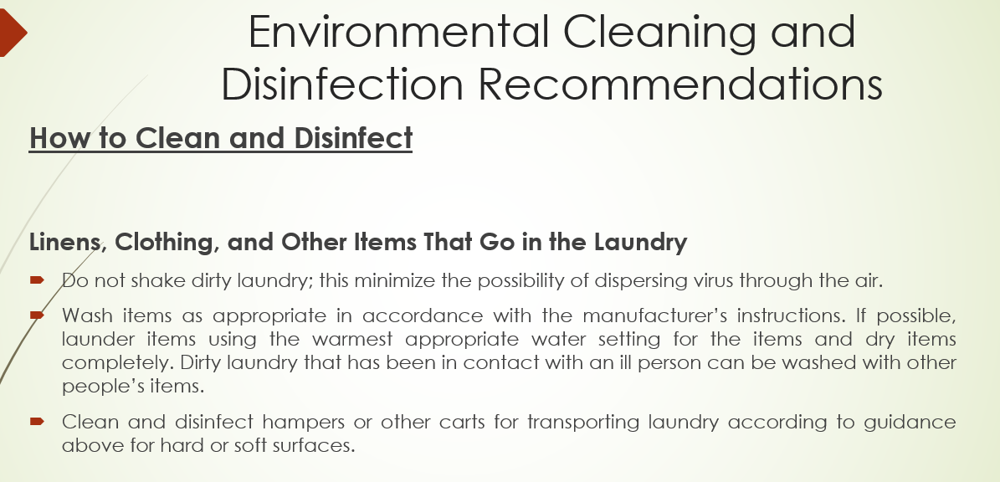 Environmental Cleaning and
Disinfection Recommendations
How to Clean and Disinfect
Linens, Clothing, and Other Items That Go in the Laundry
Do not shake dirty laundry; this minimize the possibility of dispersing virus through the air.
Wash items as appropriate in accordance with the manufacturer’s instructions. If possible,
launder items using the warmest appropriate water setting for the items and dry items
completely. Dirty laundry that has been in contact with an ill person can be washed with other
people’s items.
Clean and disinfect hampers or other carts for transporting laundry according to guidance
above for hard or soft surfaces.